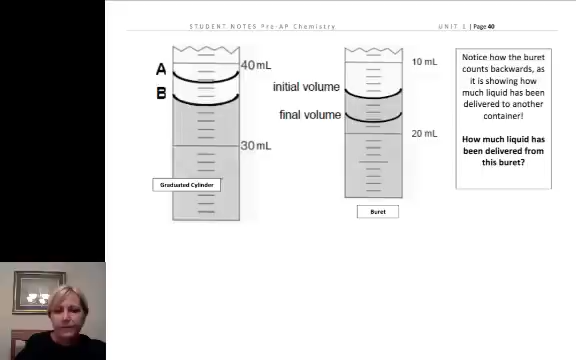 STUDENT NOTES Pre-AP Chemistry
UNIT 1 | Page 40
A
B
40 mL
30 mL
Graduated Cylinder
initial volume
final volume
10 mL
20 mL
Buret
Notice how the buret
counts backwards, as
it is showing how
much liquid has been
delivered to another
container!
How much liquid has
been delivered from
this buret?